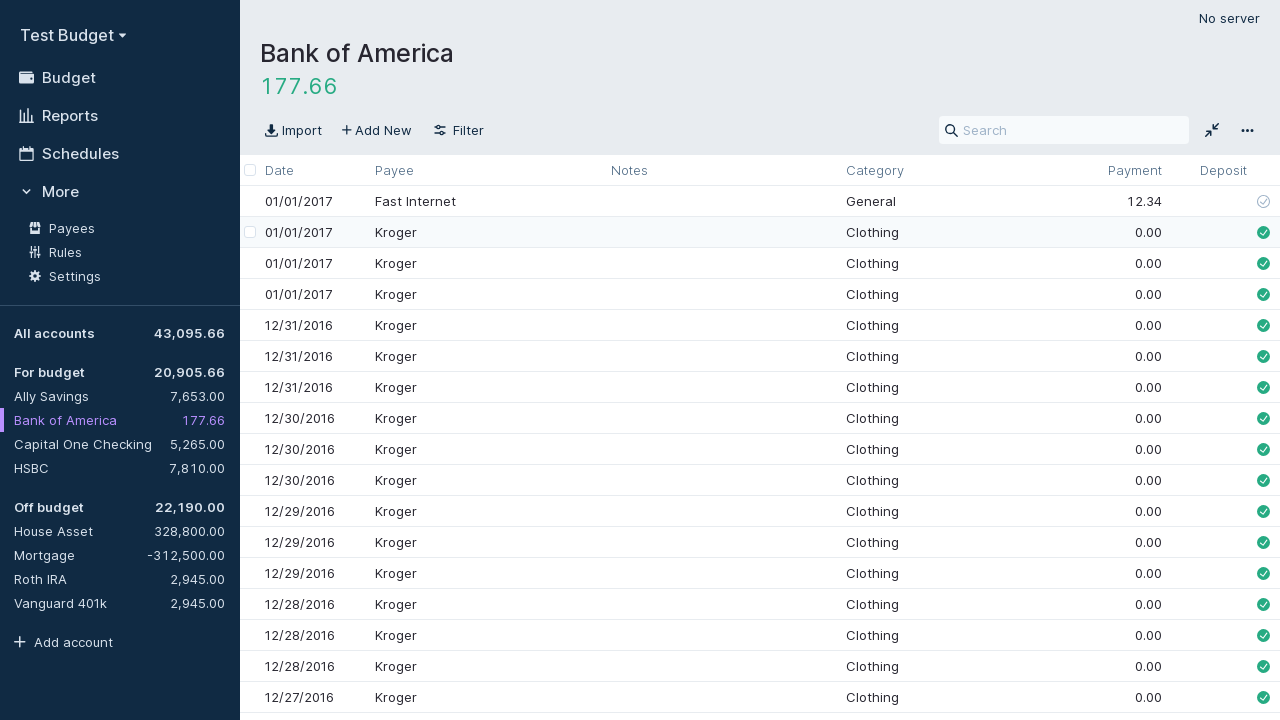 Test Budget
Budget
Reports
Schedules
More
Payees
Rules
Settings
All accounts 43,095.66
For budget 20,905.66
Ally Savings 7,653.00
Bank of America 177.66
Capital One Checking 5,265.00
HSBC 7,810.00
Off budget 22,190.00
House Asset 328,800.00
Mortgage -312,500.00
Roth IRA 2,945.00
Vanguard 401k 2,945.00
Add account
No server
Bank of America
177.66
Import Add New Filter Search
Date Payee Notes Category Payment Deposit
01/01/2017 Fast Internet General 12.34
01/01/2017 Kroger Clothing 0.00
01/01/2017 Kroger Clothing 0.00
01/01/2017 Kroger Clothing 0.00
12/31/2016 Kroger Clothing 0.00
12/31/2016 Kroger Clothing 0.00
12/31/2016 Kroger Clothing 0.00
12/30/2016 Kroger Clothing 0.00
12/30/2016 Kroger Clothing 0.00
12/30/2016 Kroger Clothing 0.00
12/29/2016 Kroger Clothing 0.00
12/29/2016 Kroger Clothing 0.00
12/29/2016 Kroger Clothing 0.00
12/28/2016 Kroger Clothing 0.00
12/28/2016 Kroger Clothing 0.00
12/28/2016 Kroger Clothing 0.00
12/27/2016 Kroger Clothing 0.00